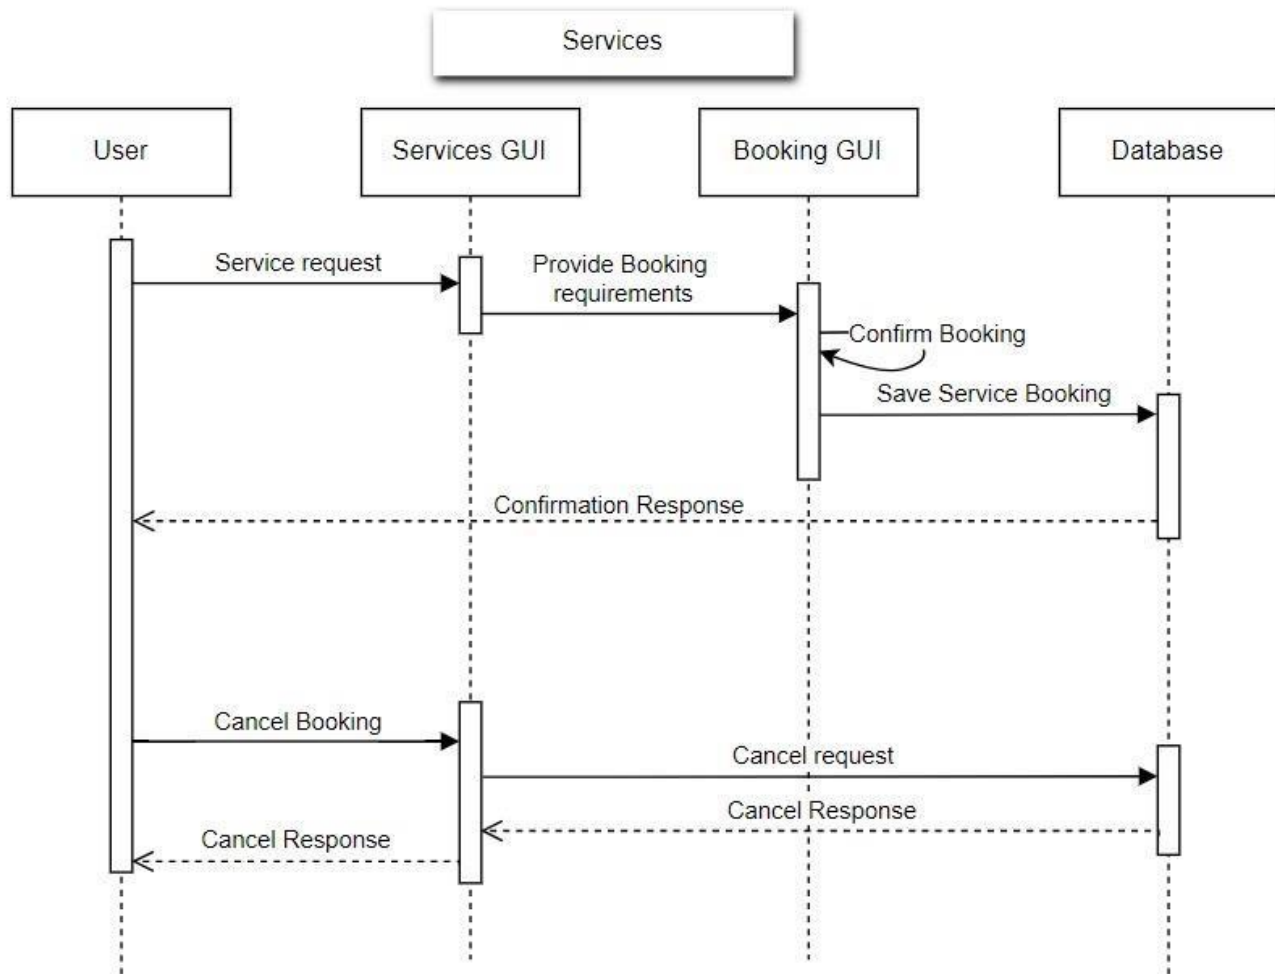 Services
User
Services GUI
Booking GUI
Database
Service request
Provide Booking
requirements
Confirm Booking
Save Service Booking
Confirmation Response
Cancel Booking
Cancel request
Cancel Response
Cancel Response